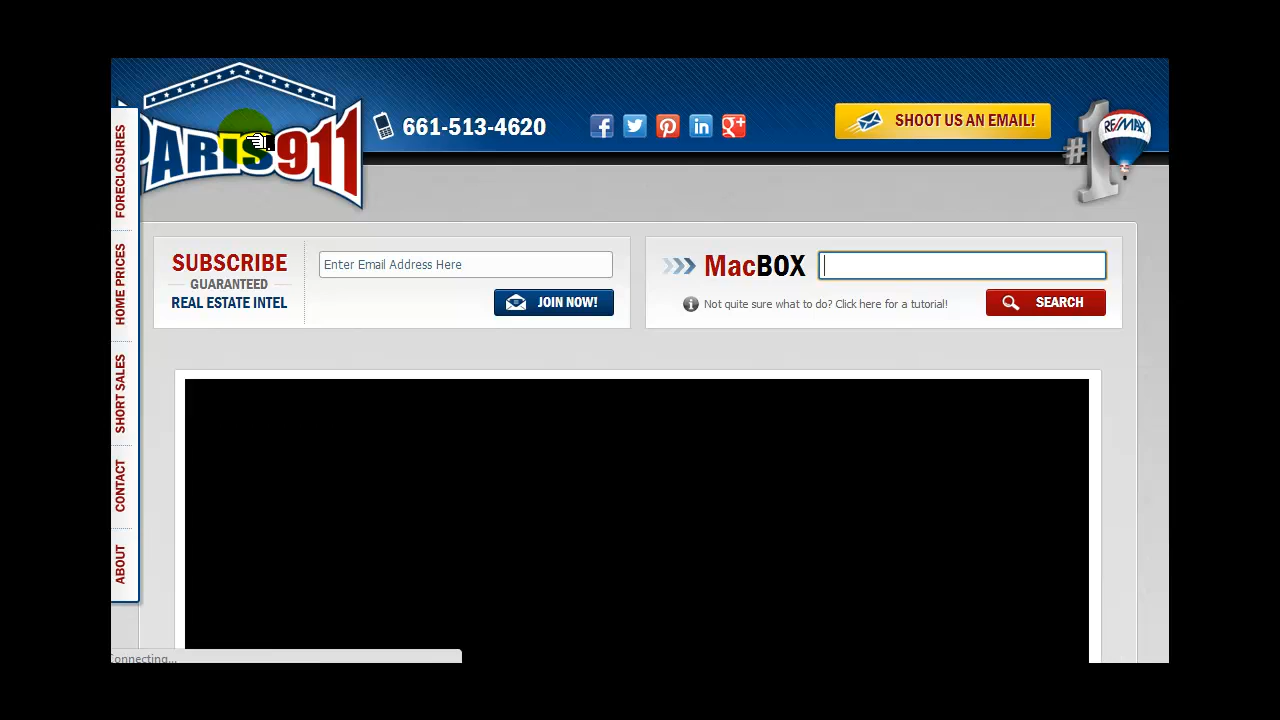 PARIS911
661-513-4620
SHOOT US AN EMAIL!
#1
RE/MAX
FORECLOSURES
HOME PRICES
SHORT SALES
CONTACT
ABOUT
SUBSCRIBE
GUARANTEED
REAL ESTATE INTEL
Enter Email Address Here
JOIN NOW!
MacBOX
Not quite sure what to do? Click here for a tutorial!
SEARCH
Connecting...